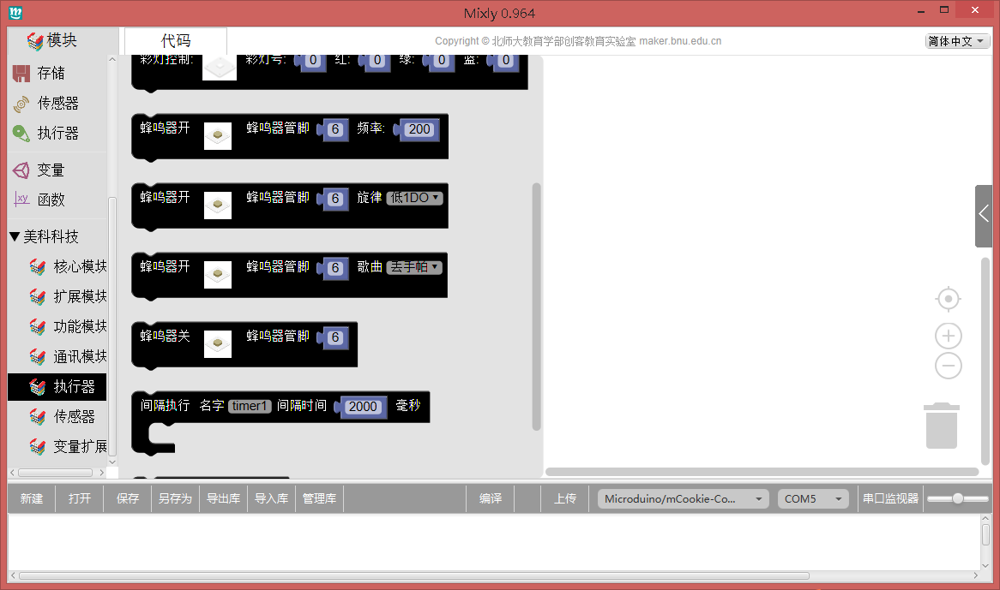 Mixly 0.964
模块
代码
Copyright © 北师大教育学部创客教育实验室 maker.bnu.edu.cn
简体中文
存储
传感器
执行器
变量
xy 函数
美科科技
核心模块
扩展模块
功能模块
通讯模块
执行器
传感器
变量扩展
彩灯控制: 彩灯号: 0 红: 0 绿: 0 蓝: 0
蜂鸣器开 蜂鸣器管脚 6 频率: 200
蜂鸣器开 蜂鸣器管脚 6 旋律 低1DO
蜂鸣器开 蜂鸣器管脚 6 歌曲 丢手帕
蜂鸣器关 蜂鸣器管脚 6
间隔执行 名字 timer1 间隔时间 2000 毫秒
新建 打开 保存 另存为 导出库 导入库 管理库 编译 上传 Microduino/mCookie-Co... COM5 串口监视器